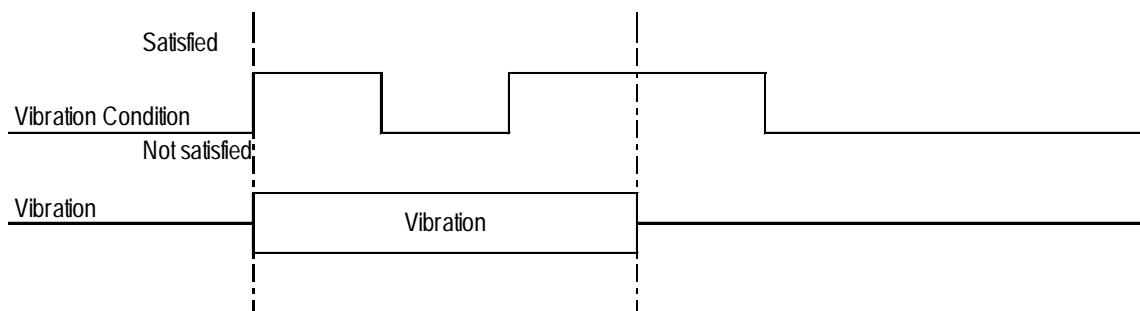 Satisfied
Vibration Condition
Not satisfied
Vibration
Vibration